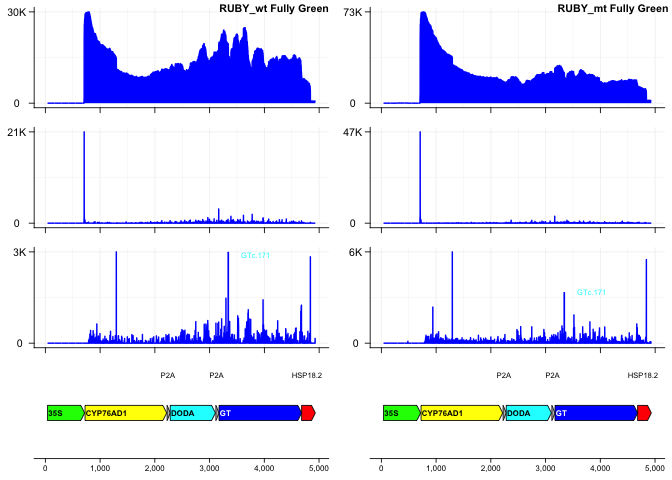 RUBY_wt Fully Green
30K
0
21K
0
3K
GTc.171
0
P2A
P2A
HSP18.2
35S
CYP76AD1
DODA
GT
0
1,000
2,000
3,000
4,000
5,000
RUBY_mt Fully Green
73K
0
47K
0
6K
GTc.171
0
P2A
P2A
HSP18.2
35S
CYP76AD1
DODA
GT
0
1,000
2,000
3,000
4,000
5,000